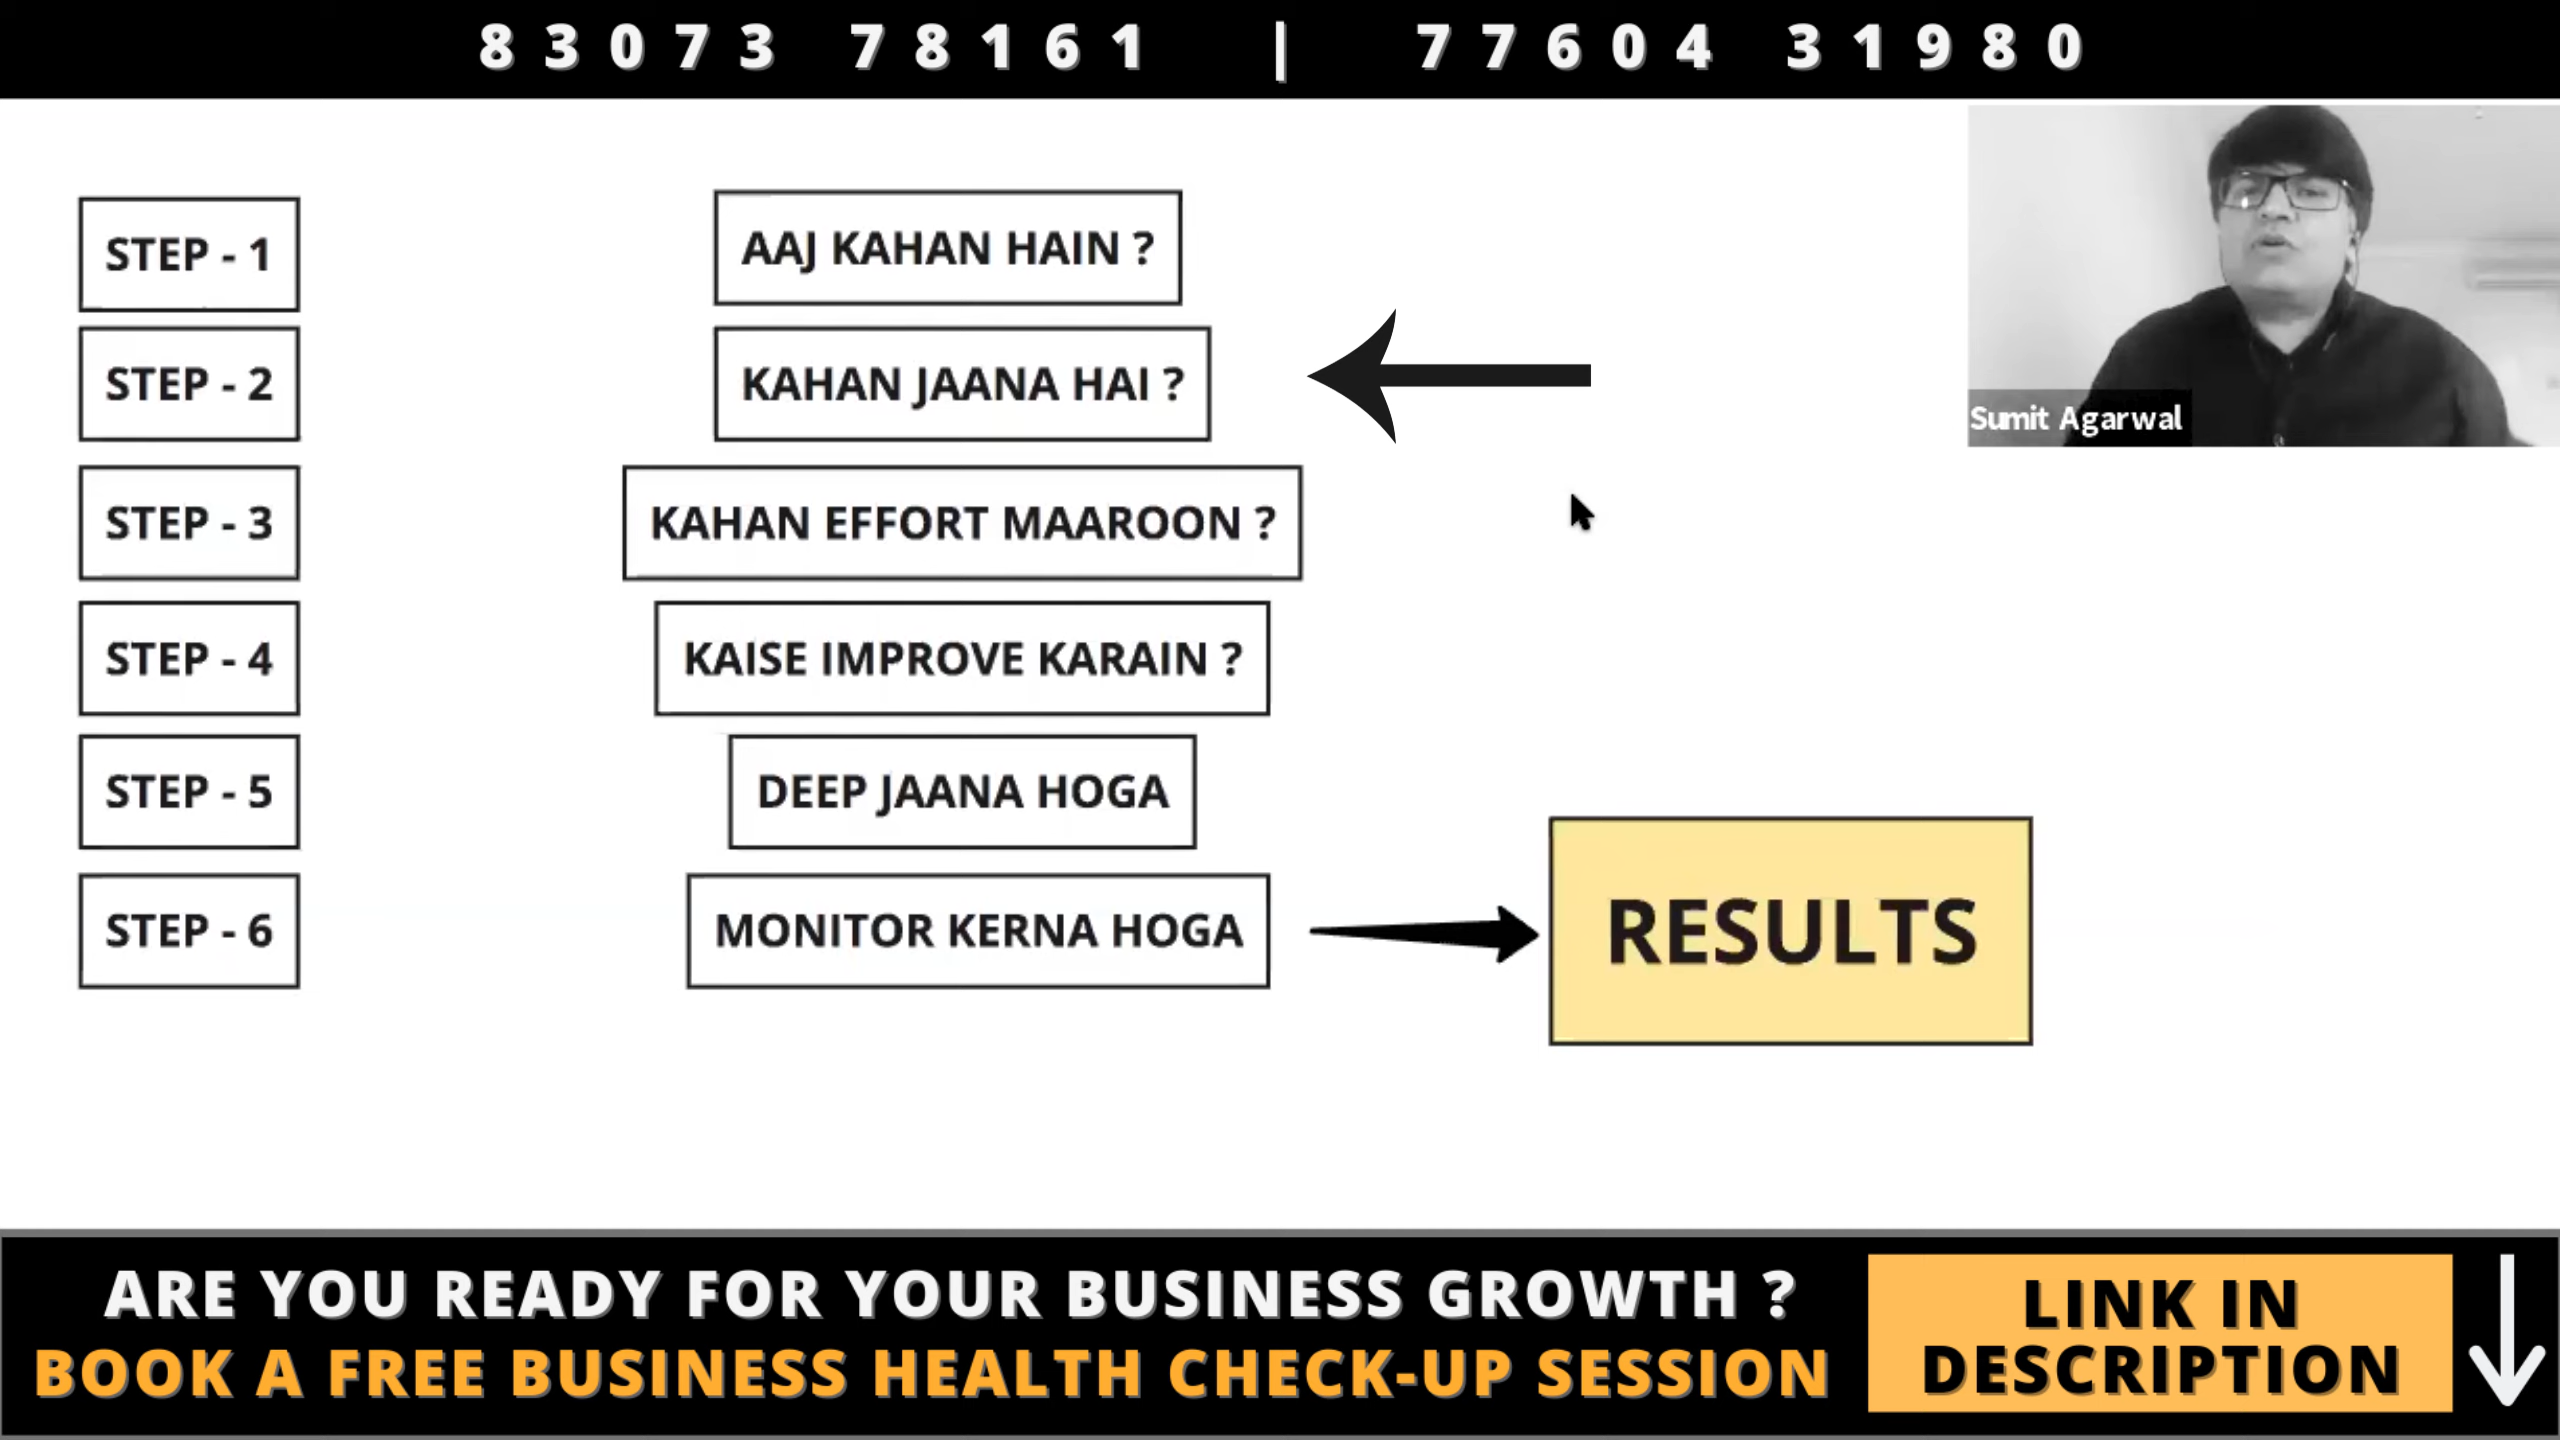 83073 78161 | 77604 31980
Sumit Agarwal
STEP - 1
AAJ KAHAN HAIN ?
STEP - 2
KAHAN JAANA HAI ?
STEP - 3
KAHAN EFFORT MAAROON ?
STEP - 4
KAISE IMPROVE KARAIN ?
STEP - 5
DEEP JAANA HOGA
STEP - 6
MONITOR KERNA HOGA
RESULTS
ARE YOU READY FOR YOUR BUSINESS GROWTH ?
BOOK A FREE BUSINESS HEALTH CHECK-UP SESSION
LINK IN
DESCRIPTION